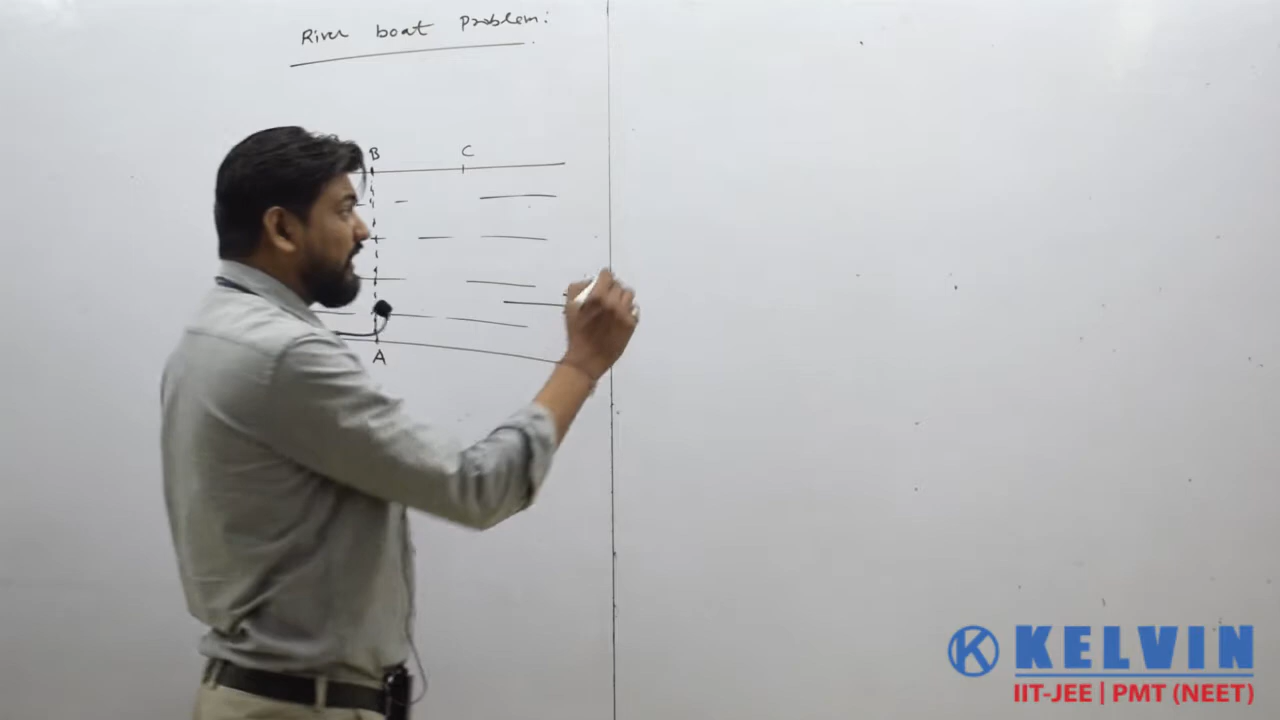 River boat Problem:
B C
A
KELVIN
IIT-JEE | PMT (NEET)